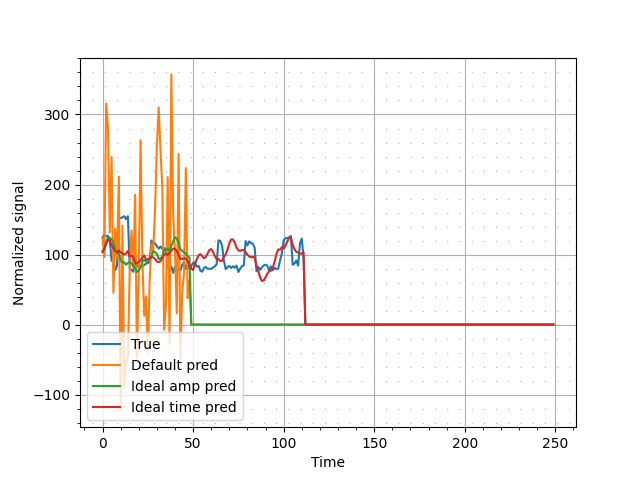 Normalized signal
300
200
100
0
−100
True
Default pred
Ideal amp pred
Ideal time pred
0 50 100 150 200 250
Time